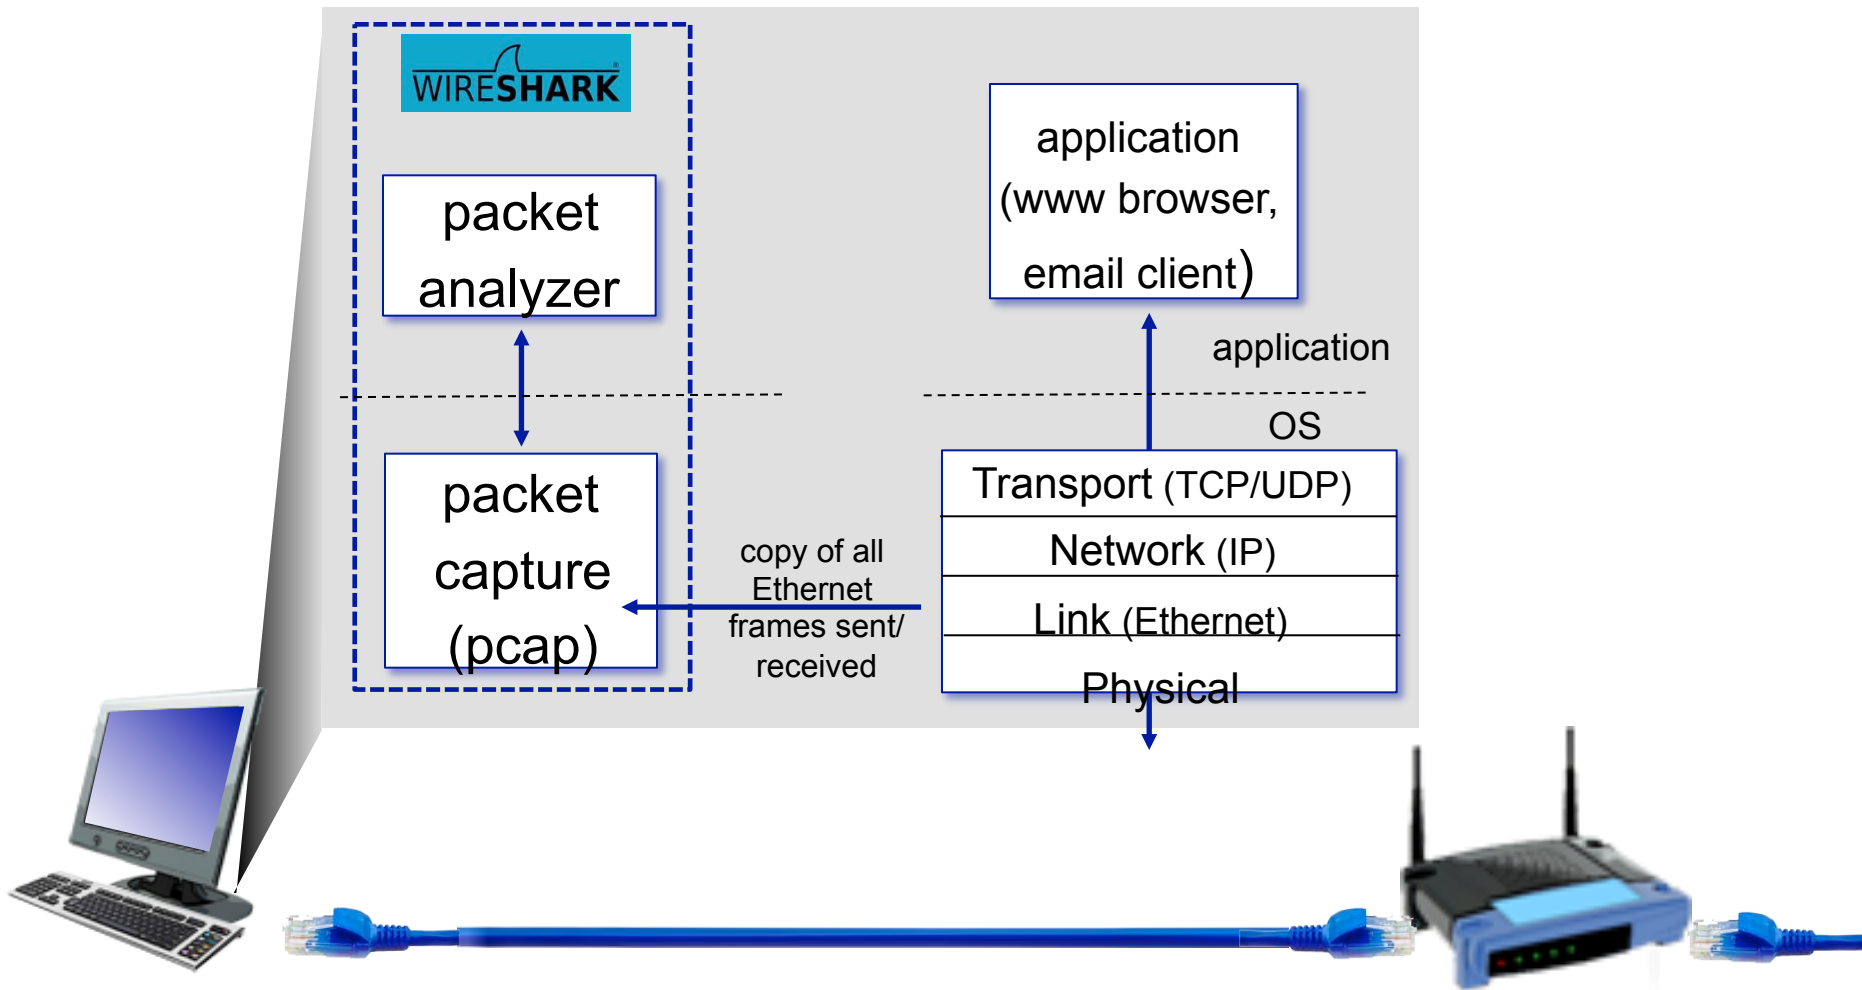 WIRESHARK
packet
analyzer
packet
capture
(pcap)
copy of all
Ethernet
frames sent/
received
application
(www browser,
email client)
application
OS
Transport (TCP/UDP)
Network (IP)
Link (Ethernet)
Physical